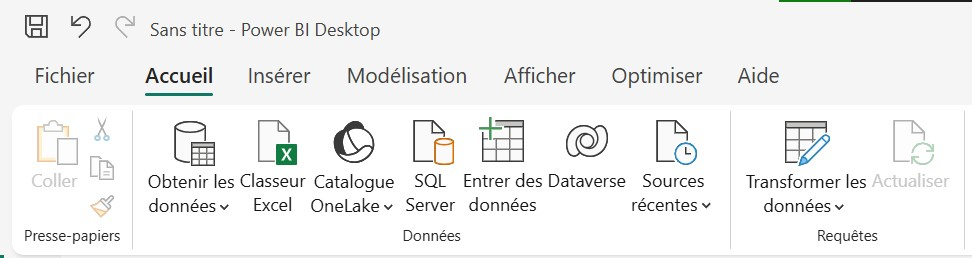 Sans titre - Power BI Desktop
Fichier Accueil Insérer Modélisation Afficher Optimiser Aide
Coller
Obtenir les données
Classeur Excel
Catalogue OneLake
SQL Server
Entrer des données
Dataverse
Sources récentes
Transformer les données
Actualiser
Presse-papiers Données Requêtes